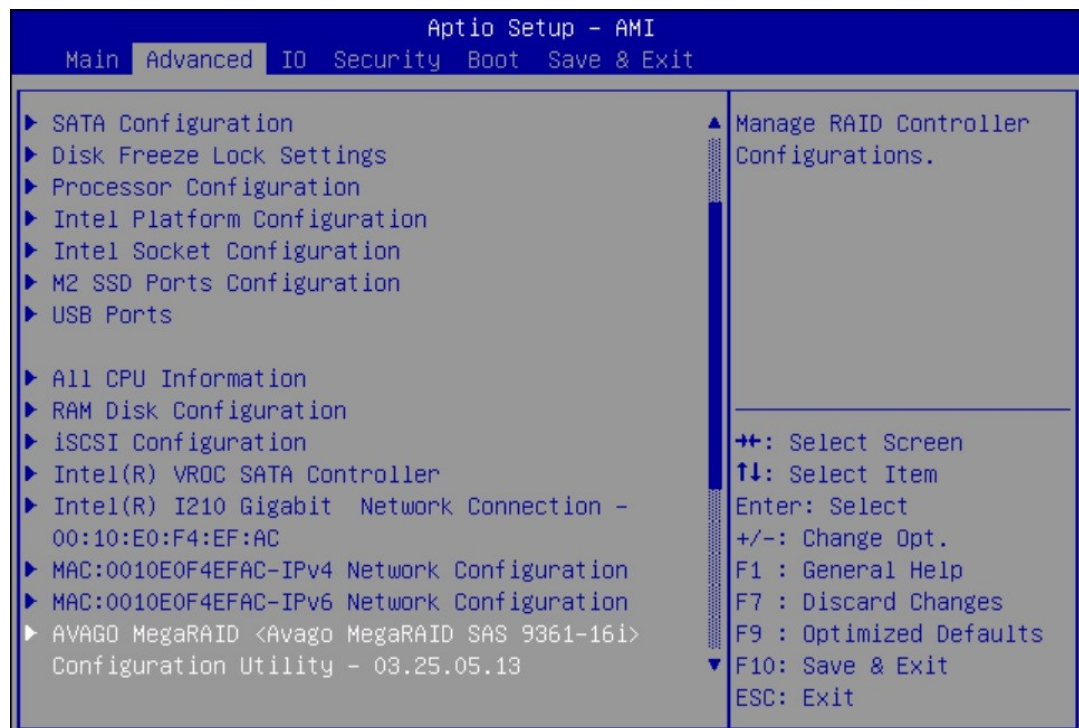 Aptio Setup – AMI
Main Advanced IO Security Boot Save & Exit
▶ SATA Configuration
▶ Disk Freeze Lock Settings
▶ Processor Configuration
▶ Intel Platform Configuration
▶ Intel Socket Configuration
▶ M2 SSD Ports Configuration
▶ USB Ports
▶ All CPU Information
▶ RAM Disk Configuration
▶ iSCSI Configuration
▶ Intel(R) VROC SATA Controller
▶ Intel(R) I210 Gigabit  Network Connection –
00:10:E0:F4:EF:AC
▶ MAC:0010E0F4EFAC-IPv4 Network Configuration
▶ MAC:0010E0F4EFAC-IPv6 Network Configuration
▶ AVAGO MegaRAID <Avago MegaRAID SAS 9361-16i>
Configuration Utility – 03.25.05.13
Manage RAID Controller
Configurations.
→←: Select Screen
↑↓: Select Item
Enter: Select
+/-: Change Opt.
F1 : General Help
F7 : Discard Changes
F9 : Optimized Defaults
F10: Save & Exit
ESC: Exit